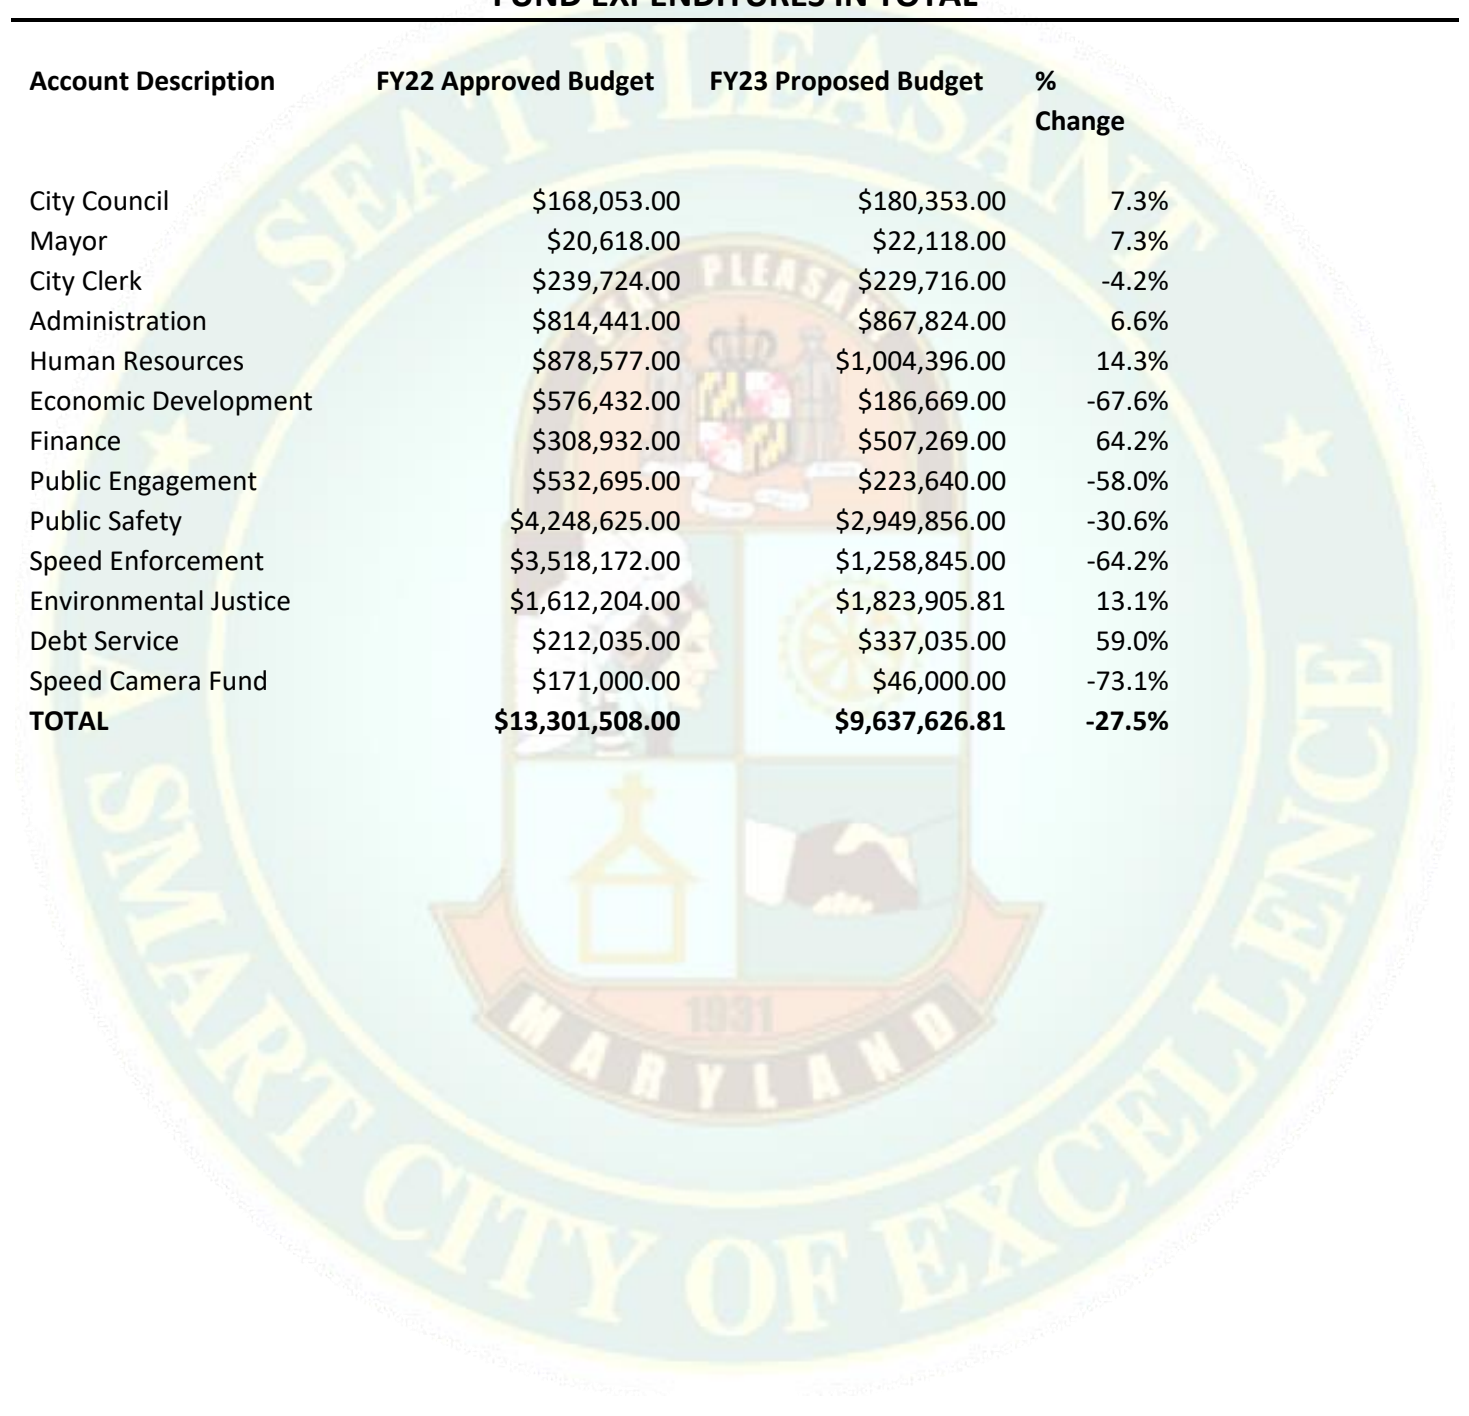 FUND EXPENDITURES IN TOTAL
Account Description FY22 Approved Budget FY23 Proposed Budget %
Change
City Council $168,053.00 $180,353.00 7.3%
Mayor $20,618.00 $22,118.00 7.3%
City Clerk $239,724.00 $229,716.00 -4.2%
Administration $814,441.00 $867,824.00 6.6%
Human Resources $878,577.00 $1,004,396.00 14.3%
Economic Development $576,432.00 $186,669.00 -67.6%
Finance $308,932.00 $507,269.00 64.2%
Public Engagement $532,695.00 $223,640.00 -58.0%
Public Safety $4,248,625.00 $2,949,856.00 -30.6%
Speed Enforcement $3,518,172.00 $1,258,845.00 -64.2%
Environmental Justice $1,612,204.00 $1,823,905.81 13.1%
Debt Service $212,035.00 $337,035.00 59.0%
Speed Camera Fund $171,000.00 $46,000.00 -73.1%
TOTAL $13,301,508.00 $9,637,626.81 -27.5%
SEAT PLEASANT
SEAT PLEASANT
1931
MARYLAND
A SMART CITY OF EXCELLENCE